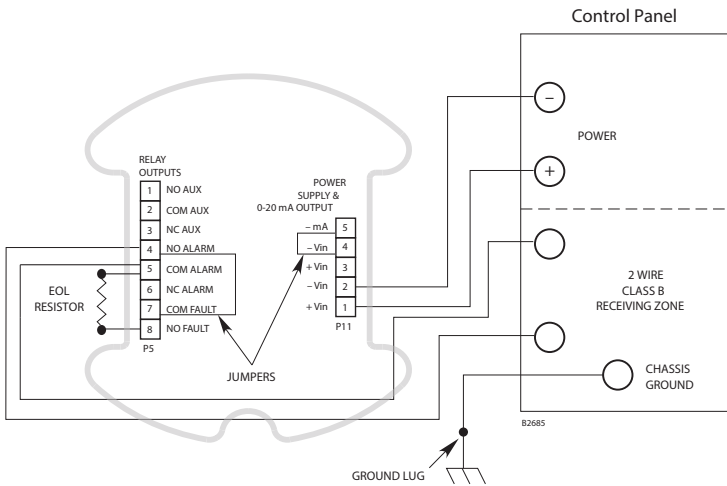 Control Panel
−
POWER
+
2 WIRE
CLASS B
RECEIVING ZONE
CHASSIS
GROUND
B2685
RELAY
OUTPUTS
1 NO AUX
2 COM AUX
3 NC AUX
4 NO ALARM
5 COM ALARM
6 NC ALARM
7 COM FAULT
8 NO FAULT
P5
EOL
RESISTOR
POWER
SUPPLY &
0-20 mA OUTPUT
– mA 5
– Vin 4
+ Vin 3
– Vin 2
+ Vin 1
P11
JUMPERS
GROUND LUG